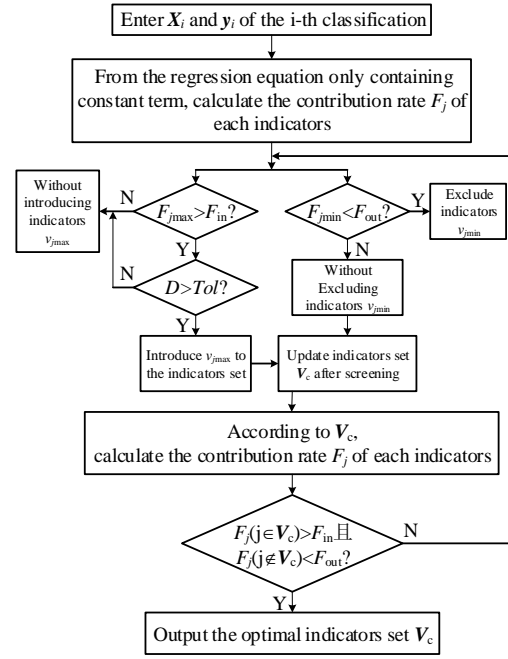 Enter Xᵢ and yᵢ of the i-th classification
From the regression equation only containing
constant term, calculate the contribution rate Fⱼ of
each indicators
Without
introducing
indicators
vjmax
N
Fjmax>Fin?
Fjmin<Fout?
Y
Exclude
indicators
vjmin
Y
N
N
D>Tol?
Without
Excluding
indicators vjmin
Y
Introduce vjmax to
the indicators set
Update indicators set
Vc after screening
According to Vc,
calculate the contribution rate Fⱼ of each indicators
Fⱼ(j∈Vc)>Fin且
Fⱼ(j∉Vc)<Fout?
N
Y
Output the optimal indicators set Vc